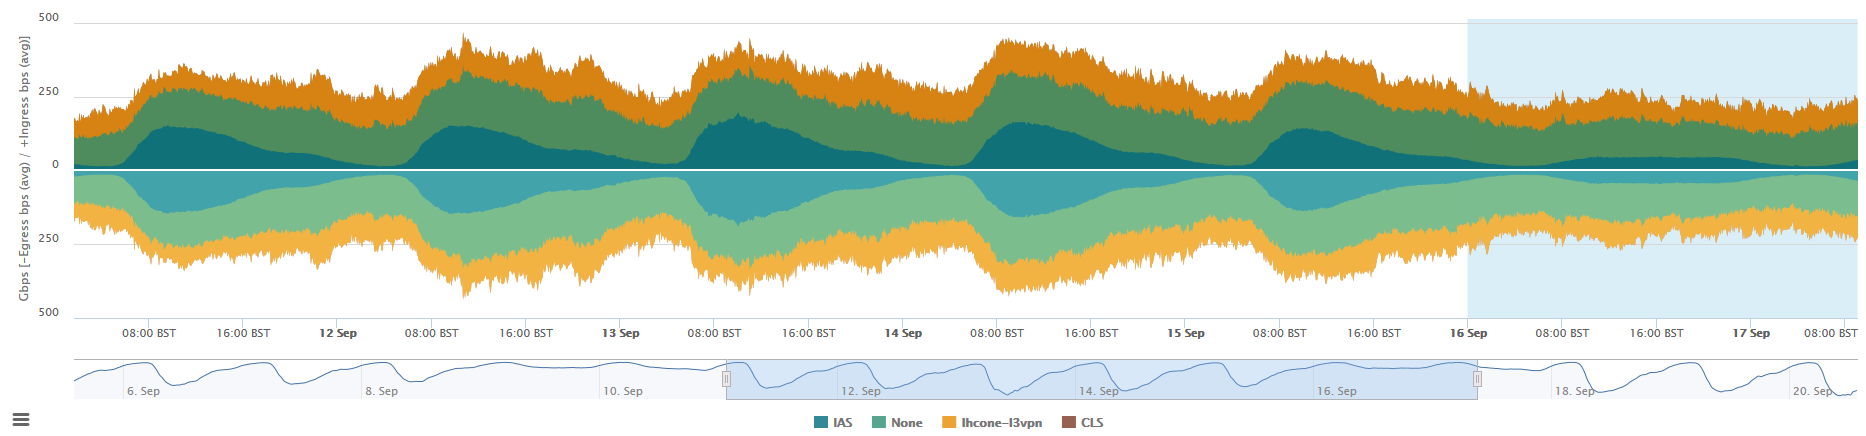 500
250
0
250
500
Gbps [-Egress bps (avg) / +Ingress bps (avg)]
08:00 BST 16:00 BST 12 Sep 08:00 BST 16:00 BST 13 Sep 08:00 BST 16:00 BST 14 Sep 08:00 BST 16:00 BST 15 Sep 08:00 BST 16:00 BST 16 Sep 08:00 BST 16:00 BST 17 Sep 08:00 BST
6. Sep 8. Sep 10. Sep 12. Sep 14. Sep 16. Sep 18. Sep 20. Sep
IAS None lhcone-l3vpn CLS